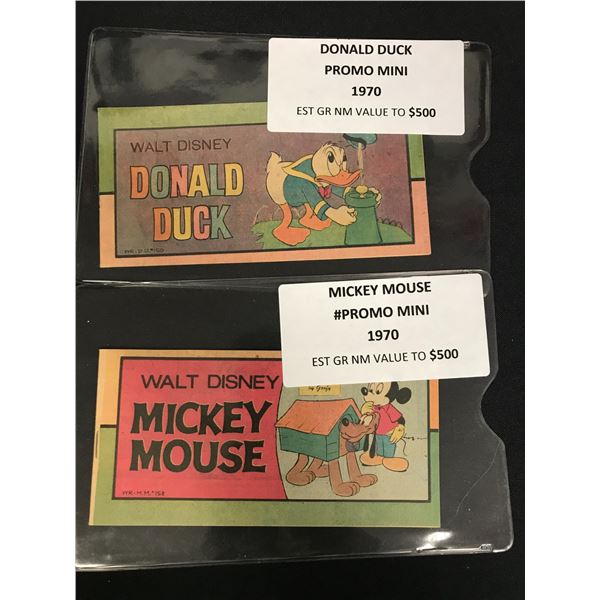 DONALD DUCK
PROMO MINI
1970
EST GR NM VALUE TO $500
WALT DISNEY
DONALD
DUCK
MICKEY MOUSE
#PROMO MINI
1970
EST GR NM VALUE TO $500
WALT DISNEY
MICKEY
MOUSE